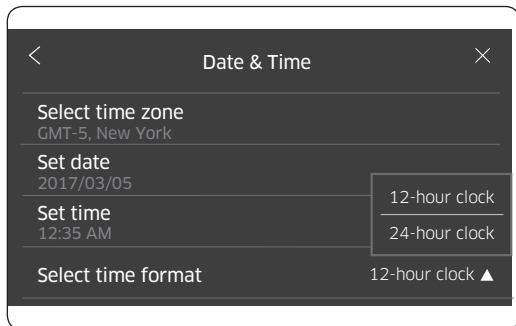 Date & Time
Select time zone
GMT-5, New York
Set date
2017/03/05
Set time
12:35 AM
12-hour clock
24-hour clock
Select time format
12-hour clock ▲